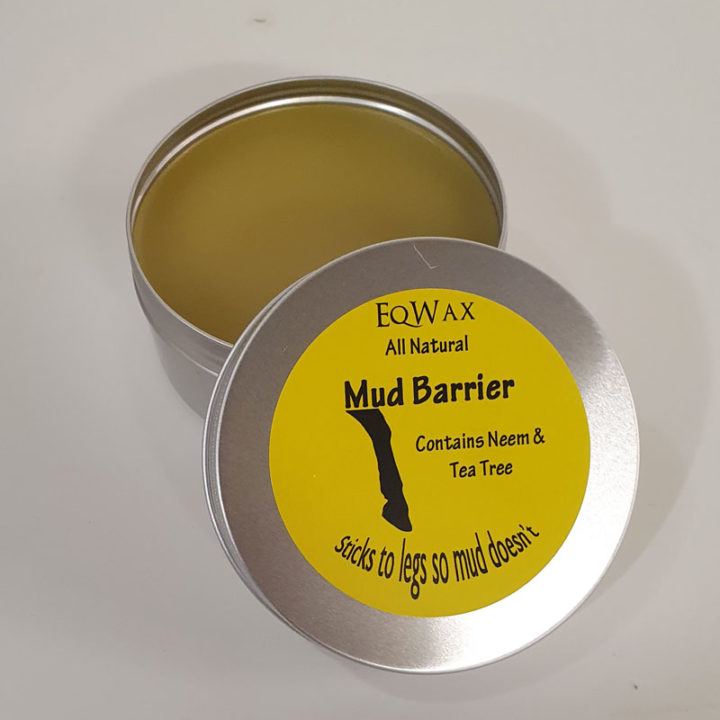 EQWAX
All Natural
Mud Barrier
Contains Neem &
Tea Tree
Sticks to legs so mud doesn't